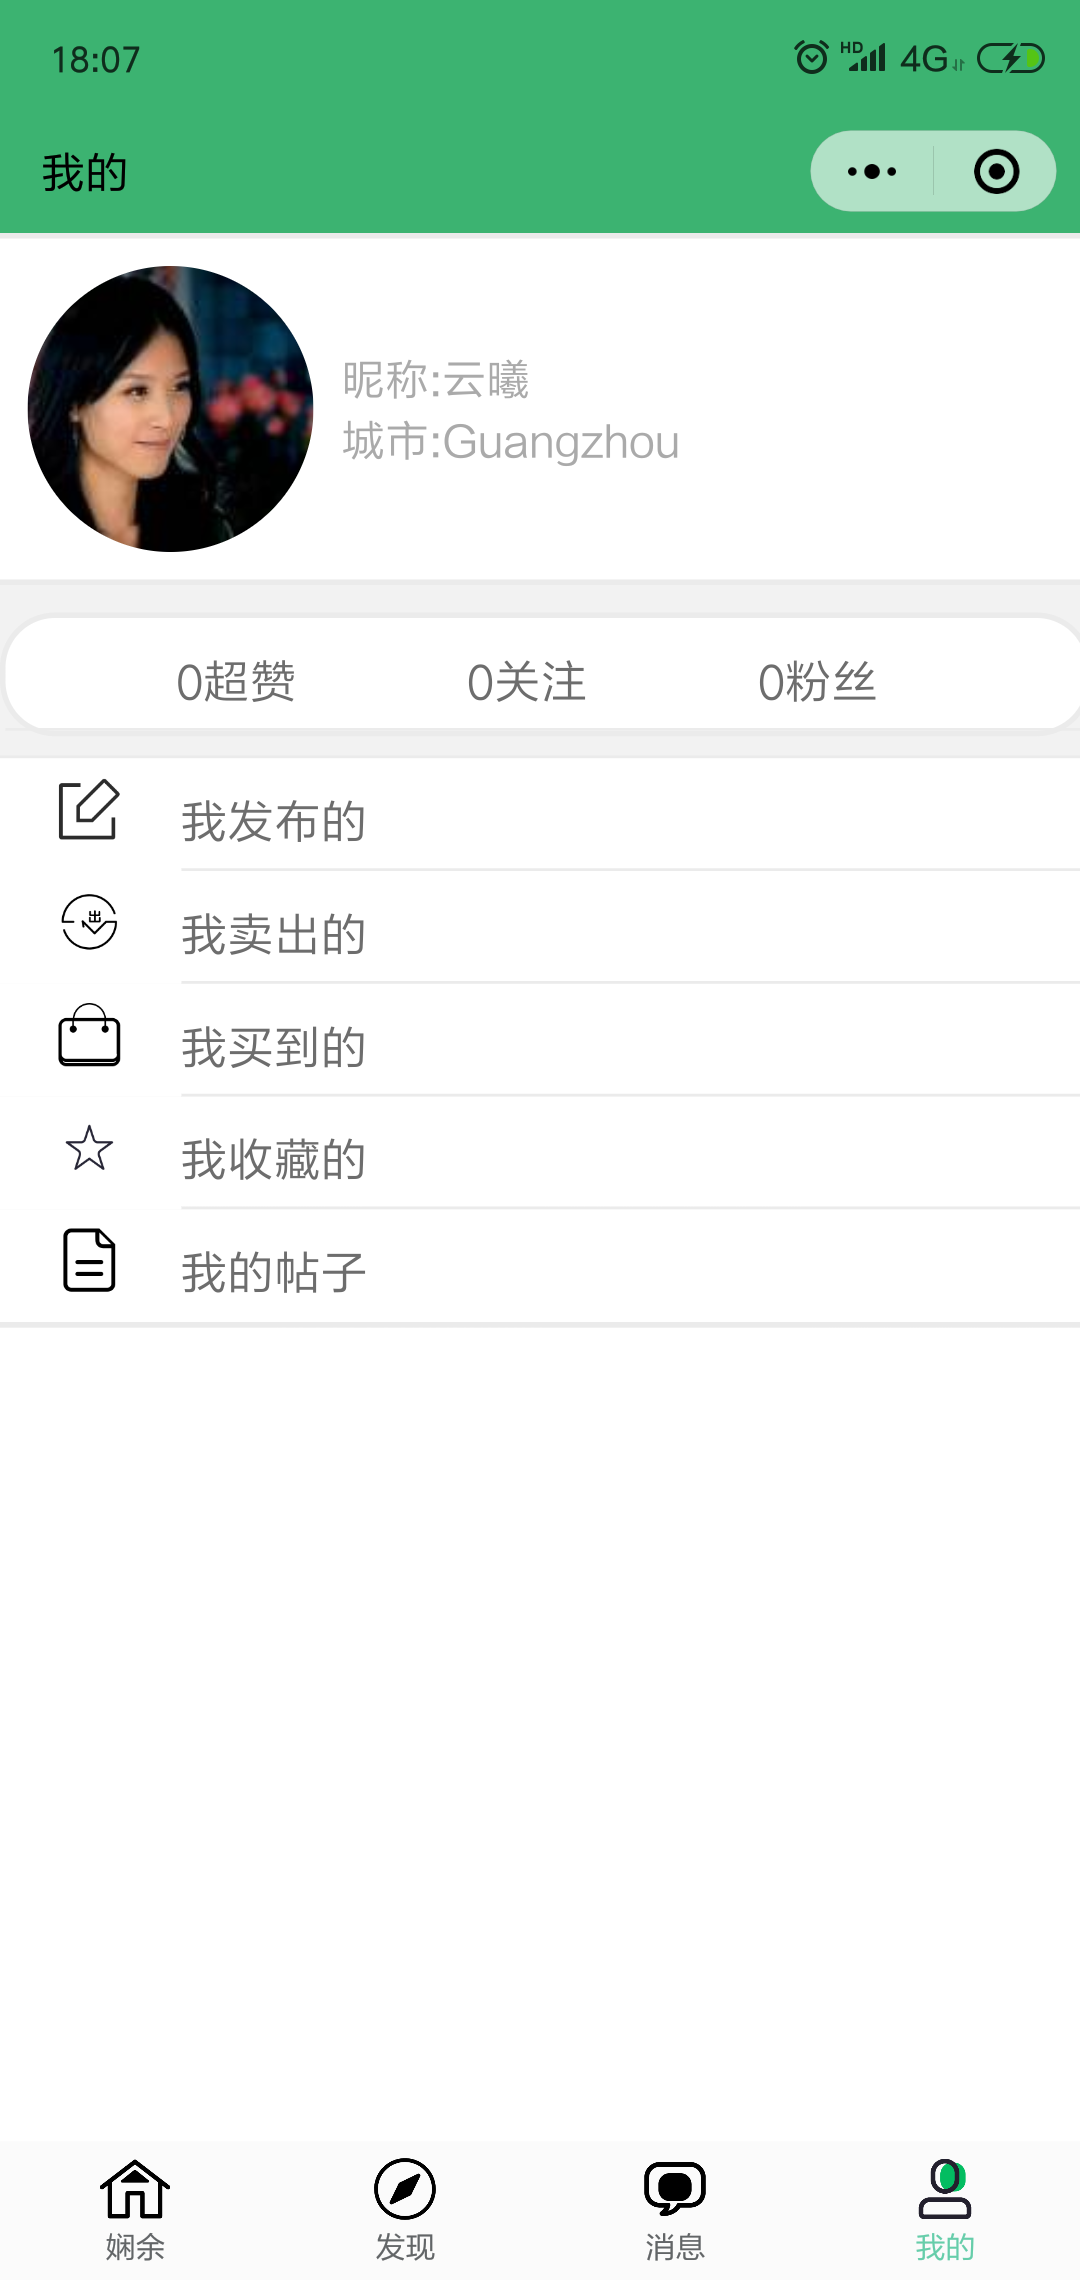 18:07 HD 4G
我的
昵称:云曦
城市:Guangzhou
0超赞 0关注 0粉丝
我发布的
出
我卖出的
我买到的
我收藏的
我的帖子
娴余 发现 消息 我的